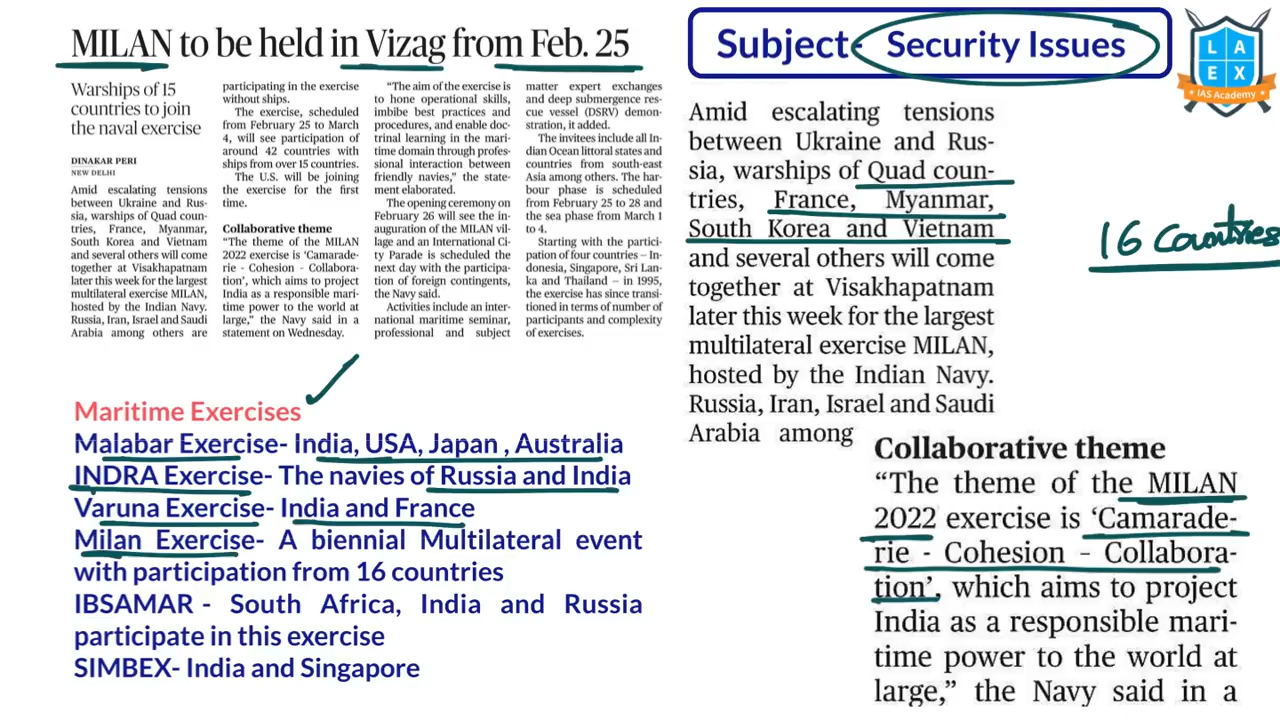 MILAN to be held in Vizag from Feb. 25
Warships of 15
countries to join
the naval exercise
DINAKAR PERI
NEW DELHI
Amid escalating tensions
between Ukraine and Rus-
sia, warships of Quad coun-
tries, France, Myanmar,
South Korea and Vietnam
and several others will come
together at Visakhapatnam
later this week for the largest
multilateral exercise MILAN,
hosted by the Indian Navy.
Russia, Iran, Israel and Saudi
Arabia among others are
participating in the exercise
without ships.
The exercise, scheduled
from February 25 to March
4, will see participation of
around 42 countries with
ships from over 15 countries.
The U.S. will be joining
the exercise for the first
time.
Collaborative theme
“The theme of the MILAN
2022 exercise is ‘Camarade-
rie - Cohesion - Collabora-
tion’, which aims to project
India as a responsible mari-
time power to the world at
large,” the Navy said in a
statement on Wednesday.
“The aim of the exercise is
to hone operational skills,
imbibe best practices and
procedures, and enable doc-
trinal learning in the mari-
time domain through profes-
sional interaction between
friendly navies,” the state-
ment elaborated.
The opening ceremony on
February 26 will see the in-
auguration of the MILAN vil-
lage and an International Ci-
ty Parade is scheduled the
next day with the participa-
tion of foreign contingents,
the Navy said.
Activities include an inter-
national maritime seminar,
professional and subject
matter expert exchanges
and deep submergence res-
cue vessel (DSRV) demon-
stration, it added.
The invitees include all In-
dian Ocean littoral states and
countries from south-east
Asia among others. The har-
bour phase is scheduled
from February 25 to 28 and
the sea phase from March 1
to 4.
Starting with the partici-
pation of four countries – In-
donesia, Singapore, Sri Lan-
ka and Thailand – in 1995,
the exercise has since transi-
tioned in terms of number of
participants and complexity
of exercises.
Maritime Exercises
Malabar Exercise- India, USA, Japan , Australia
INDRA Exercise- The navies of Russia and India
Varuna Exercise- India and France
Milan Exercise- A biennial Multilateral event
with participation from 16 countries
IBSAMAR - South Africa, India and Russia
participate in this exercise
SIMBEX- India and Singapore
Subject- Security Issues
L A
E X
IAS Academy
Amid escalating tensions
between Ukraine and Rus-
sia, warships of Quad coun-
tries, France, Myanmar,
South Korea and Vietnam
and several others will come
together at Visakhapatnam
later this week for the largest
multilateral exercise MILAN,
hosted by the Indian Navy.
Russia, Iran, Israel and Saudi
Arabia among
16 Countries
Collaborative theme
“The theme of the MILAN
2022 exercise is ‘Camarade-
rie - Cohesion - Collabora-
tion’, which aims to project
India as a responsible mari-
time power to the world at
large,” the Navy said in a